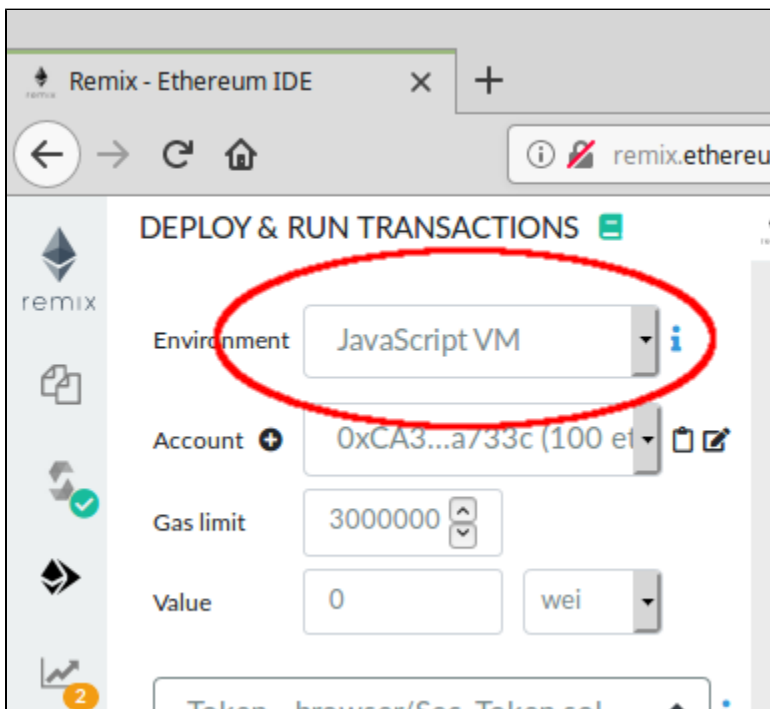 Remix - Ethereum IDE
remix.ethereu
DEPLOY & RUN TRANSACTIONS
remix
Environment JavaScript VM
Account 0xCA3...a733c (100 et
Gas limit 3000000
Value 0 wei
2